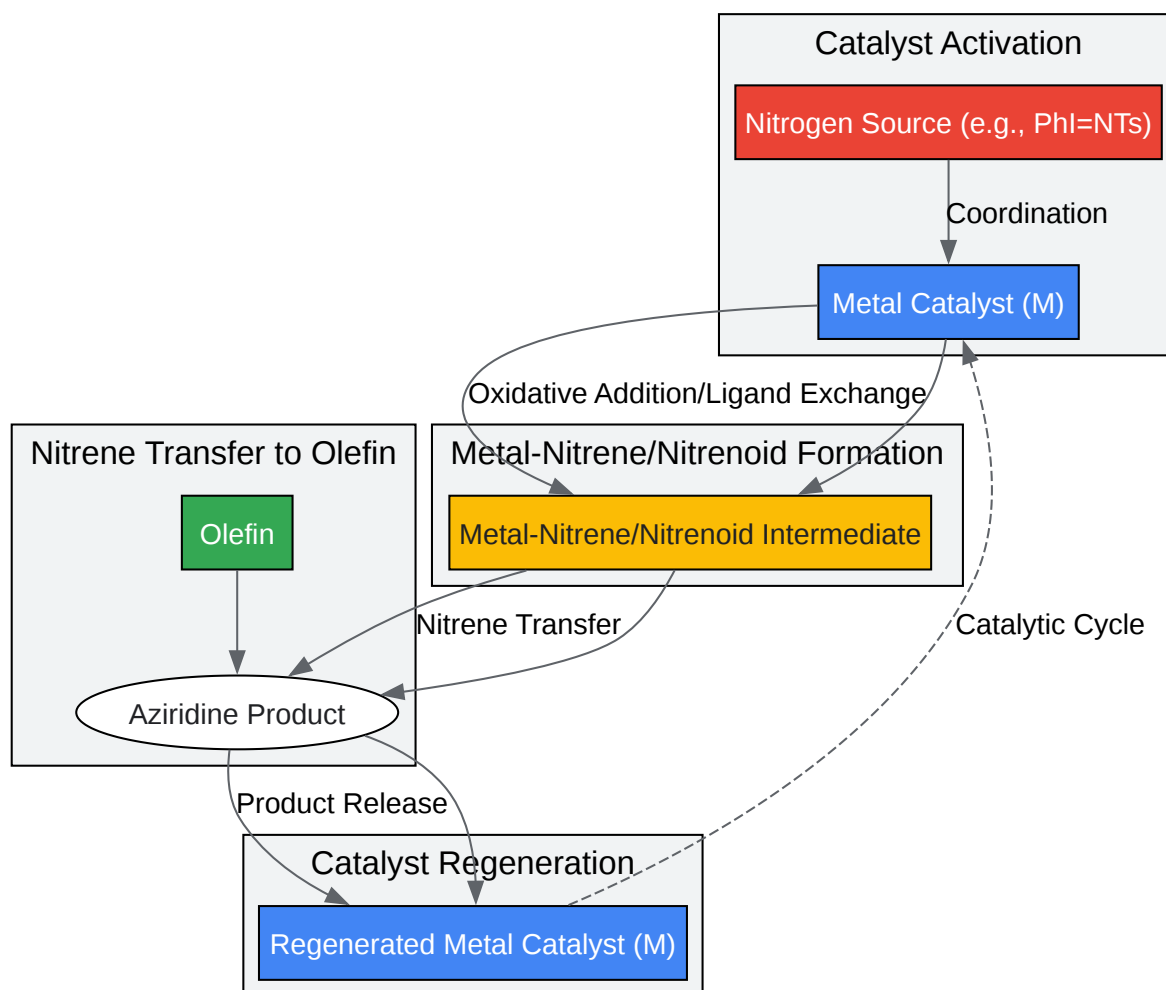 Catalyst Activation
Nitrogen Source (e.g., PhI=NTs)
Coordination
Metal Catalyst (M)
Oxidative Addition/Ligand Exchange
Nitrene Transfer to Olefin
Metal-Nitrene/Nitrenoid Formation
Olefin
Metal-Nitrene/Nitrenoid Intermediate
Nitrene Transfer
Catalytic Cycle
Aziridine Product
Product Release
Catalyst Regeneration
Regenerated Metal Catalyst (M)